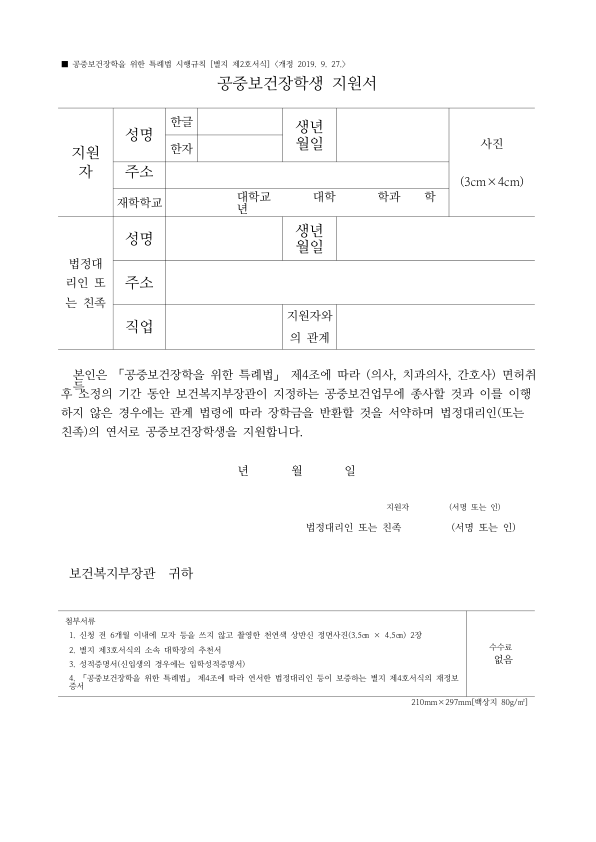 ■ 공중보건장학을 위한 특례법 시행규칙 [별지 제2호서식] <개정 2019. 9. 27.>
공중보건장학생 지원서
지원
자
성명
한글
한자
생년
월일
사진
(3cm×4cm)
주소
재학학교
대학교 대학 학과 학
년
법정대
리인 또
는 친족
성명
생년
월일
주소
직업
지원자와
의 관계
본인은 「공중보건장학을 위한 특례법」 제4조에 따라 (의사, 치과의사, 간호사) 면허취
득
후 소정의 기간 동안 보건복지부장관이 지정하는 공중보건업무에 종사할 것과 이를 이행
하지 않은 경우에는 관계 법령에 따라 장학금을 반환할 것을 서약하며 법정대리인(또는
친족)의 연서로 공중보건장학생을 지원합니다.
년 월 일
지원자 (서명 또는 인)
법정대리인 또는 친족 (서명 또는 인)
보건복지부장관 귀하
첨부서류
1. 신청 전 6개월 이내에 모자 등을 쓰지 않고 촬영한 천연색 상반신 정면사진(3.5㎝ × 4.5㎝) 2장
2. 별지 제3호서식의 소속 대학장의 추천서
3. 성적증명서(신입생의 경우에는 입학성적증명서)
4. 「공중보건장학을 위한 특례법」 제4조에 따라 연서한 법정대리인 등이 보증하는 별지 제4호서식의 재정보
증서
수수료
없음
210mm×297mm[백상지 80g/㎡]